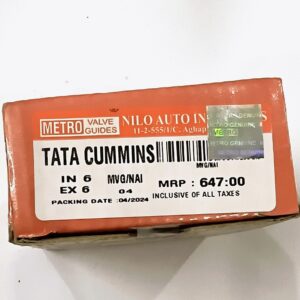 METRO VALVE GUIDES NILO AUTO IN
11-2-555/1/C,
TATA CUMMINS
MVG/NAI
IN 6 MVG/NAI
EX 6 04 MRP : 647:00
PACKING DATE :04/2024 INCLUSIVE OF ALL TAXES